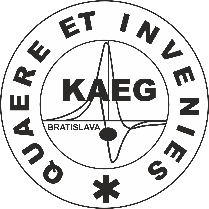 QUAERE ET INVENIES
KAEG
BRATISLAVA
*